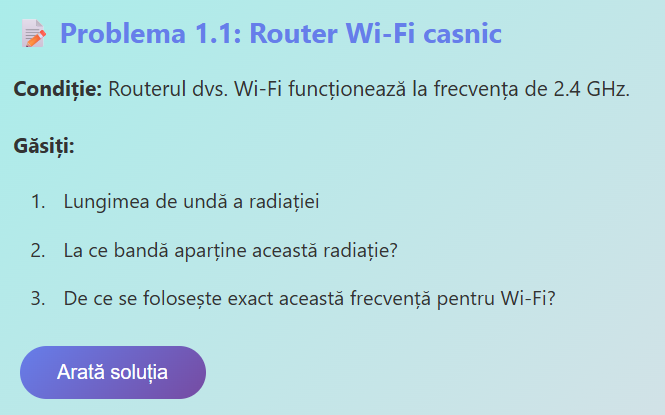 Problema 1.1: Router Wi-Fi casnic
Condiție: Routerul dvs. Wi-Fi funcționează la frecvența de 2.4 GHz.
Găsiți:
1. Lungimea de undă a radiației
2. La ce bandă aparține această radiație?
3. De ce se folosește exact această frecvență pentru Wi-Fi?
Arată soluția